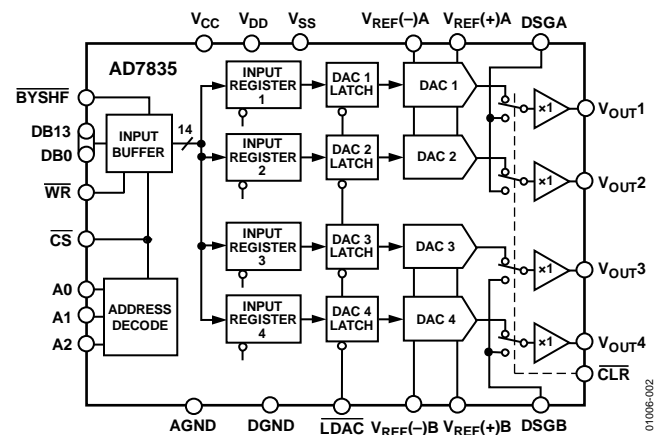 VCC VDD VSS VREF(–)A VREF(+)A DSGA
AD7835
BYSHF
DB13
DB0
WR
CS
A0
A1
A2
INPUT BUFFER
14
ADDRESS DECODE
INPUT REGISTER 1
DAC 1 LATCH
DAC 1
×1
VOUT1
INPUT REGISTER 2
DAC 2 LATCH
DAC 2
×1
VOUT2
INPUT REGISTER 3
DAC 3 LATCH
DAC 3
×1
VOUT3
INPUT REGISTER 4
DAC 4 LATCH
DAC 4
×1
VOUT4
CLR
AGND DGND LDAC VREF(–)B VREF(+)B DSGB
01006-002